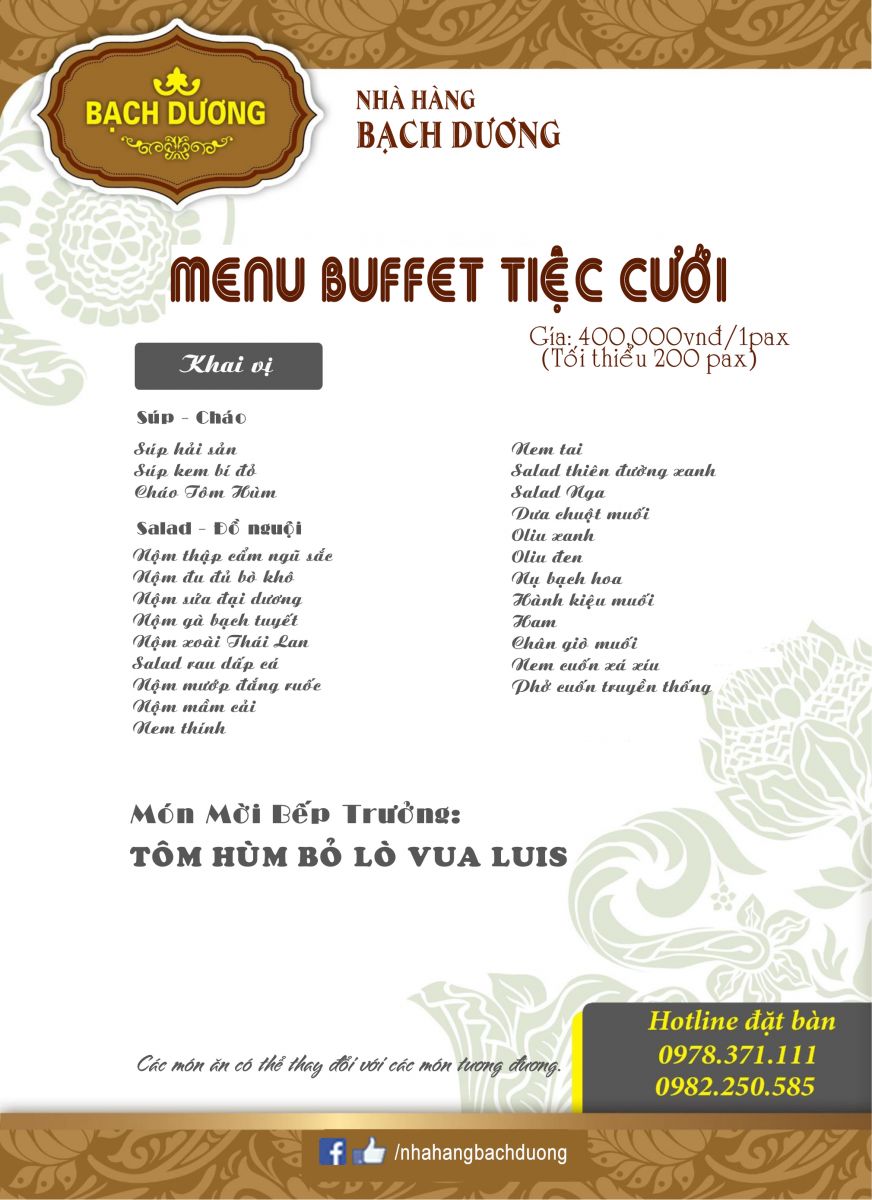 BẠCH DƯƠNG
NHÀ HÀNG
BẠCH DƯƠNG
MENU BUFFET TIỆC CƯỚI
Gía: 400,000vnđ/1pax
(Tối thiểu 200 pax)
Khai vị
Súp - Cháo
Súp hải sản
Súp kem bí đỏ
Cháo Tôm Hùm
Salad - Đồ nguội
Nộm thập cẩm ngũ sắc
Nộm đu đủ bò khô
Nộm sứa đại dương
Nộm gà bạch tuyết
Nộm xoài Thái Lan
Salad rau dấp cá
Nộm mướp đắng ruốc
Nộm mầm cải
Nem thính
Nem tai
Salad thiên đường xanh
Salad Nga
Dưa chuột muối
Oliu xanh
Oliu đen
Nụ bạch hoa
Hành kiệu muối
Ham
Chân giò muối
Nem cuốn xá xíu
Phở cuốn truyền thống
Món Mời Bếp Trưởng:
TÔM HÙM BỎ LÒ VUA LUIS
Các món ăn có thể thay đổi với các món tương đương.
Hotline đặt bàn
0978.371.111
0982.250.585
/nhahangbachduong